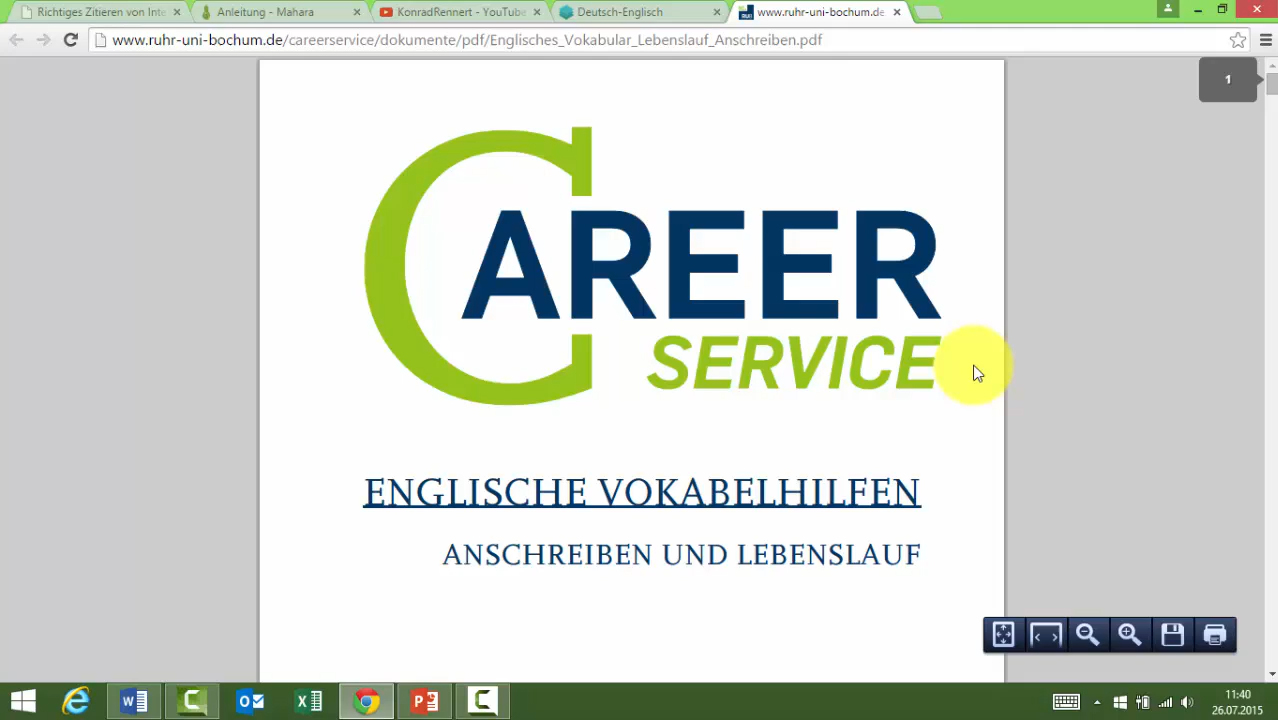 Richtiges Zitieren von Inte
Anleitung - Mahara
KonradRennert - YouTube
Deutsch-Englisch
www.ruhr-uni-bochum.de
www.ruhr-uni-bochum.de/careerservice/dokumente/pdf/Englisches_Vokabular_Lebenslauf_Anschreiben.pdf
1
CAREER
SERVICE
ENGLISCHE VOKABELHILFEN
ANSCHREIBEN UND LEBENSLAUF
11:40
26.07.2015